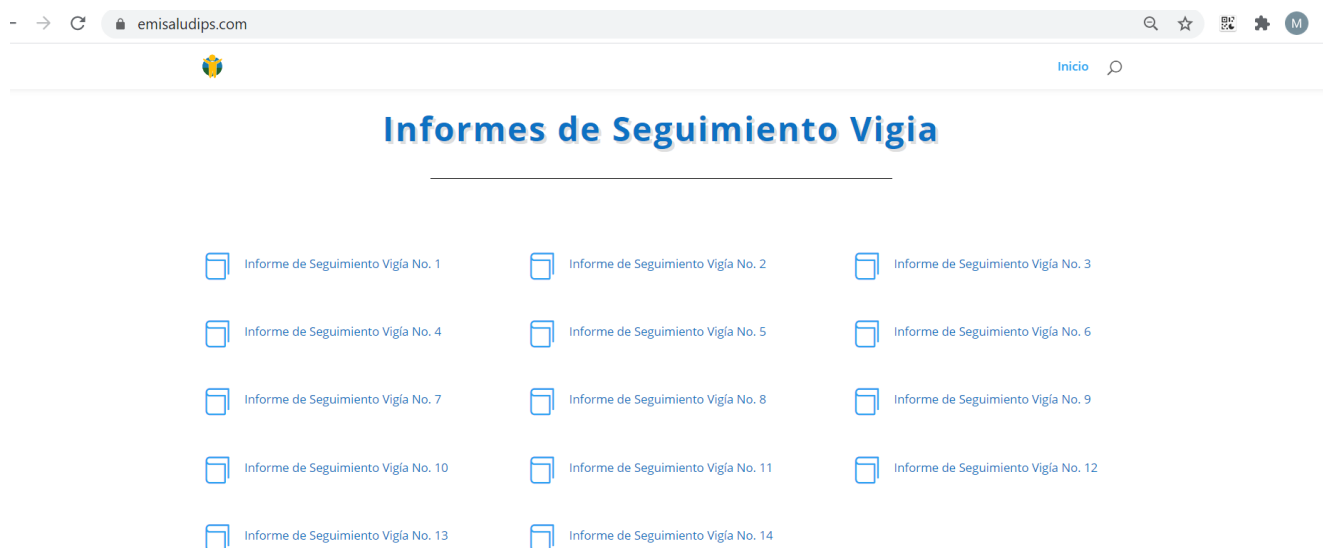 emisaludips.com
M
Inicio
Informes de Seguimiento Vigia
Informe de Seguimiento Vigía No. 1
Informe de Seguimiento Vigía No. 2
Informe de Seguimiento Vigía No. 3
Informe de Seguimiento Vigía No. 4
Informe de Seguimiento Vigía No. 5
Informe de Seguimiento Vigía No. 6
Informe de Seguimiento Vigía No. 7
Informe de Seguimiento Vigía No. 8
Informe de Seguimiento Vigía No. 9
Informe de Seguimiento Vigía No. 10
Informe de Seguimiento Vigía No. 11
Informe de Seguimiento Vigía No. 12
Informe de Seguimiento Vigía No. 13
Informe de Seguimiento Vigía No. 14